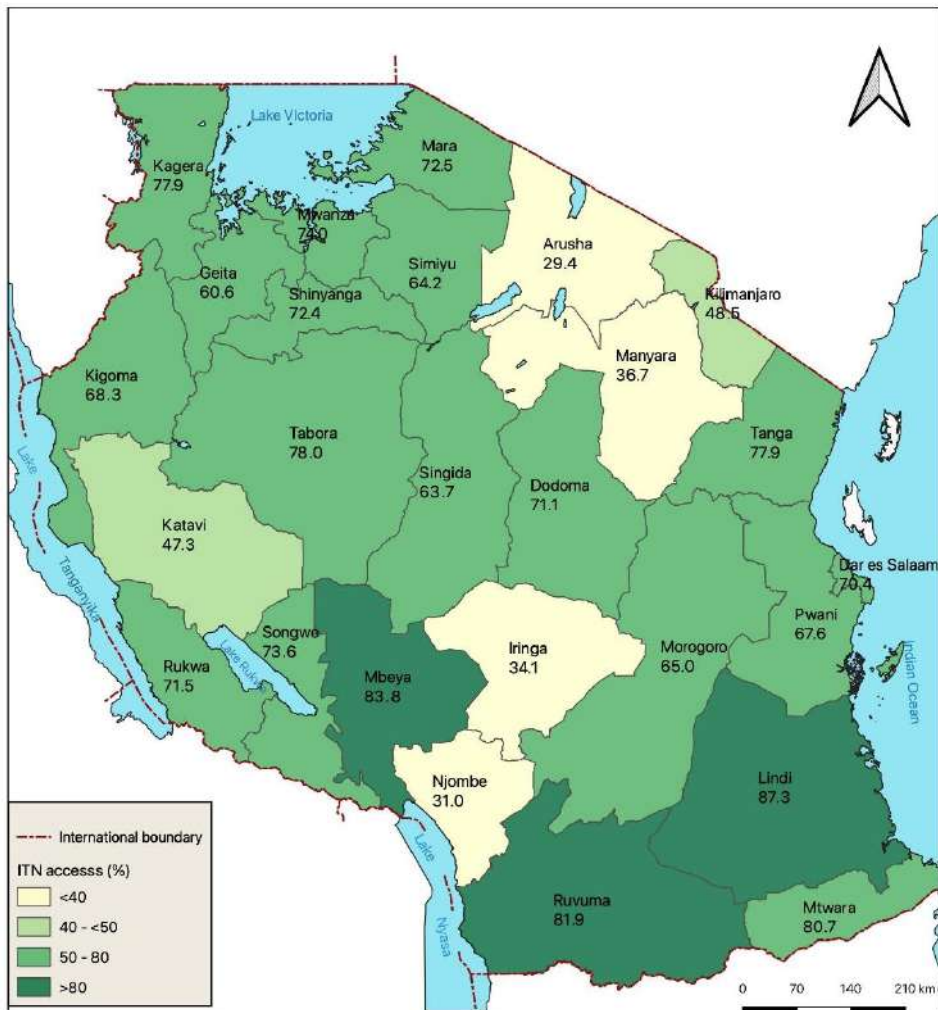 Lake Victoria
Mara
72.5
Kagera
77.9
Mwanza
74.0
Arusha
29.4
Simiyu
64.2
Geita
60.6
Shinyanga
72.4
Kilimanjaro
48.5
Manyara
36.7
Kigoma
68.3
Tabora
78.0
Tanga
77.9
Singida
63.7
Dodoma
71.1
Lake
Katavi
47.3
Tanganyika
Dar es Salaam
70.4
Pwani
67.6
Songwe
73.6
Lake Rukwa
Iringa
34.1
Morogoro
65.0
Rukwa
71.5
Mbeya
83.8
Indian Ocean
Njombe
31.0
Lindi
87.3
Lake
Nyasa
Ruvuma
81.9
Mtwara
80.7
International boundary
ITN accesss (%)
<40
40 - <50
50 - 80
>80
0 70 140 210 km